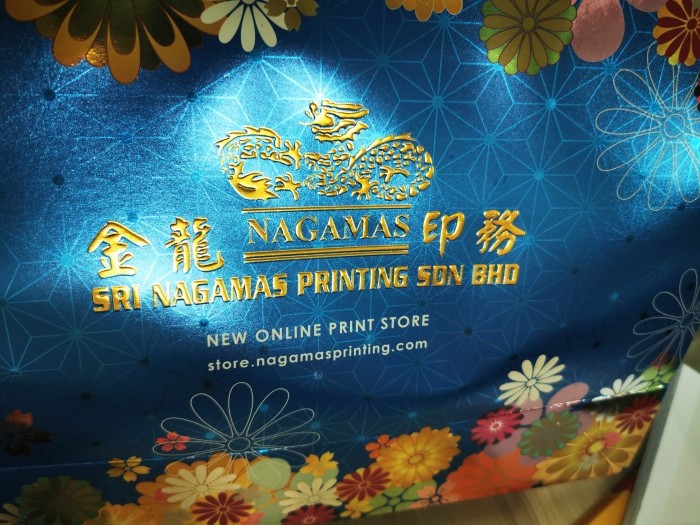 NAGAMAS
金龍印務
SRI NAGAMAS PRINTING SDN BHD
NEW ONLINE PRINT STORE
store.nagamasprinting.com